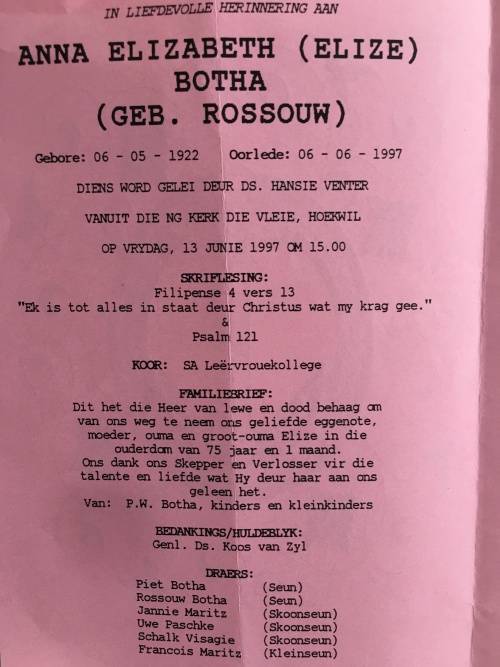 IN LIEFDEVOLLE HERINNERING AAN
ANNA ELIZABETH (ELIZE)
BOTHA
(GEB. ROSSOUW)
Gebore: 06 - 05 - 1922 Oorlede: 06 - 06 - 1997
DIENS WORD GELEI DEUR DS. HANSIE VENTER
VANUIT DIE NG KERK DIE VLEIE, HOEKWIL
OP VRYDAG, 13 JUNIE 1997 OM 15.00
SKRIFLESING:
Filipense 4 vers 13
"Ek is tot alles in staat deur Christus wat my krag gee."
&
Psalm 121
KOOR: SA Leërvrouekollege
FAMILIEBRIEF:
Dit het die Heer van lewe en dood behaag om
van ons weg te neem ons geliefde eggenote,
moeder, ouma en groot-ouma Elize in die
ouderdom van 75 jaar en 1 maand.
Ons dank ons Skepper en Verlosser vir die
talente en liefde wat Hy deur haar aan ons
geleen het.
Van: P.W. Botha, kinders en kleinkinders
BEDANKINGS/HULDEBLYK:
Genl. Ds. Koos van Zyl
DRAERS:
Piet Botha (Seun)
Rossouw Botha (Seun)
Jannie Maritz (Skoonseun)
Uwe Paschke (Skoonseun)
Schalk Visagie (Skoonseun)
Francois Maritz (Kleinseun)